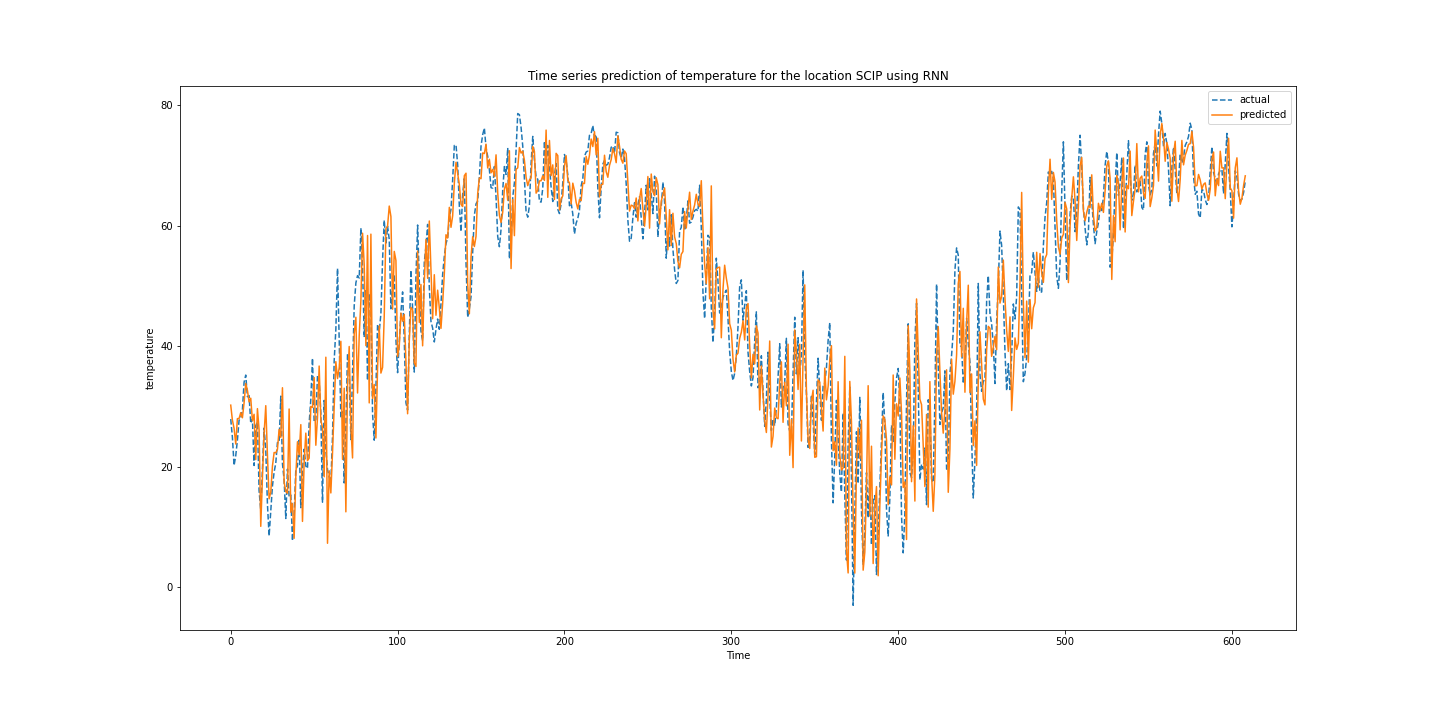 Time series prediction of temperature for the location SCIP using RNN
actual
predicted
80
60
40
20
0
temperature
0 100 200 300 400 500 600
Time